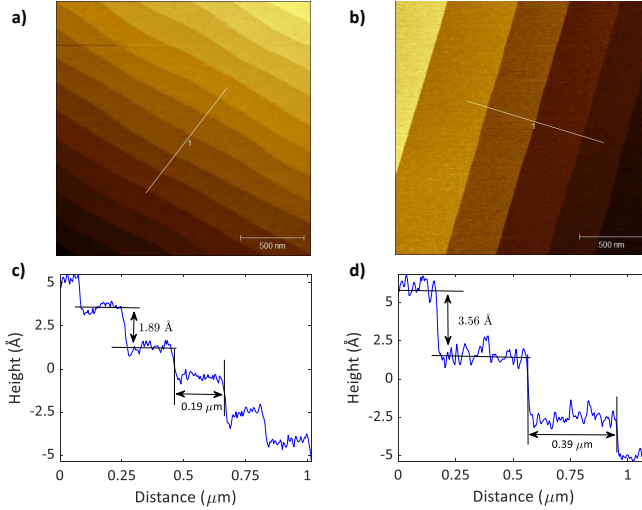 a)
1
500 nm
b)
1
500 nm
c)
Height (Å)
5
2.5
0
-2.5
-5
1.89 Å
0.19 μm
0
0.25
0.5
0.75
1
Distance (μm)
d)
Height (Å)
5
2.5
0
-2.5
-5
3.56 Å
0.39 μm
0
0.25
0.5
0.75
1
Distance (μm)